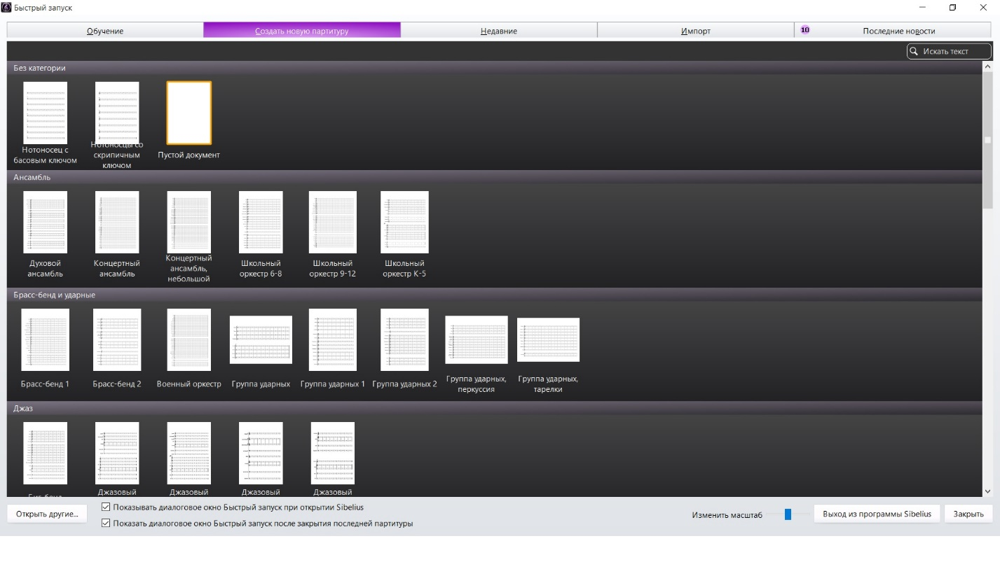 Быстрый запуск
Обучение
Создать новую партитуру
Недавние
Импорт
10
Последние новости
Искать текст
Без категории
Нотоносец с
басовым ключом
Нотоносцы со
скрипичным
ключом
Пустой документ
Ансамбль
Духовой
ансамбль
Концертный
ансамбль
Концертный
ансамбль,
небольшой
Школьный
оркестр 6-8
Школьный
оркестр 9-12
Школьный
оркестр K-5
Брасс-бенд и ударные
Брасс-бенд 1
Брасс-бенд 2
Военный оркестр
Группа ударных
Группа ударных 1
Группа ударных 2
Группа ударных,
перкуссия
Группа ударных,
тарелки
Джаз
Биг-бенд
Джазовый
Джазовый
Джазовый
Джазовый
Открыть другие...
Показывать диалоговое окно Быстрый запуск при открытии Sibelius
Показать диалоговое окно Быстрый запуск после закрытия последней партитуры
Изменить масштаб
Выход из программы Sibelius
Закрыть